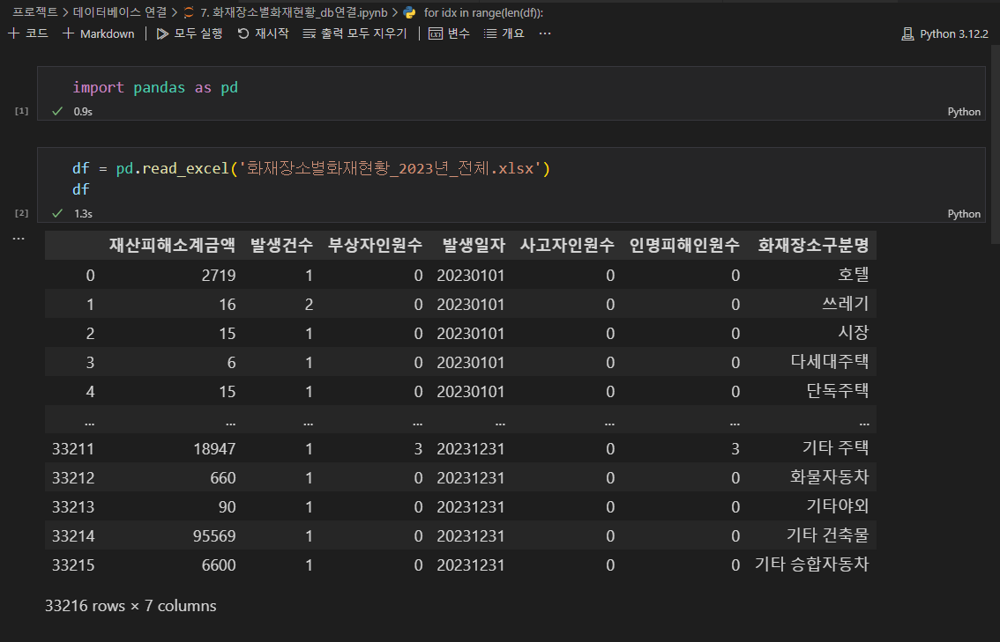 프로젝트 > 데이터베이스 연결 > 7. 화재장소별화재현황_db연결.ipynb > for idx in range(len(df)):
+ 코드 + Markdown 모두 실행 재시작 출력 모두 지우기 변수 개요 ... Python 3.12.2
import pandas as pd
[1] ✓ 0.9s Python
df = pd.read_excel('화재장소별화재현황_2023년_전체.xlsx')
df
[2] ✓ 1.3s Python
...
재산피해소계금액 발생건수 부상자인원수 발생일자 사고자인원수 인명피해인원수 화재장소구분명
0 2719 1 0 20230101 0 0 호텔
1 16 2 0 20230101 0 0 쓰레기
2 15 1 0 20230101 0 0 시장
3 6 1 0 20230101 0 0 다세대주택
4 15 1 0 20230101 0 0 단독주택
... ... ... ... ... ... ... ...
33211 18947 1 3 20231231 0 3 기타 주택
33212 660 1 0 20231231 0 0 화물자동차
33213 90 1 0 20231231 0 0 기타야외
33214 95569 1 0 20231231 0 0 기타 건축물
33215 6600 1 0 20231231 0 0 기타 승합자동차
33216 rows × 7 columns